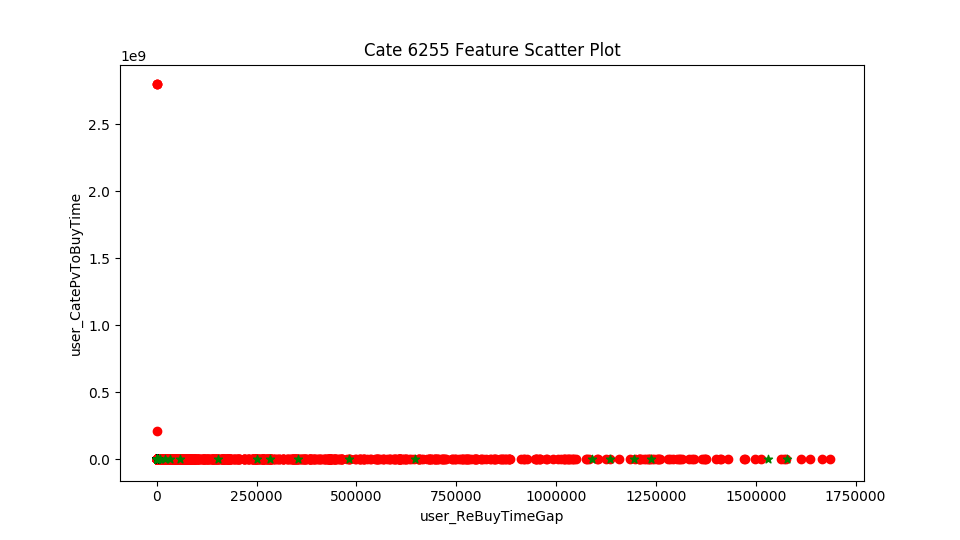 Cate 6255 Feature Scatter Plot
1e9
2.5
2.0
1.5
1.0
0.5
0.0
user_CatePvToBuyTime
0 250000 500000 750000 1000000 1250000 1500000 1750000
user_ReBuyTimeGap